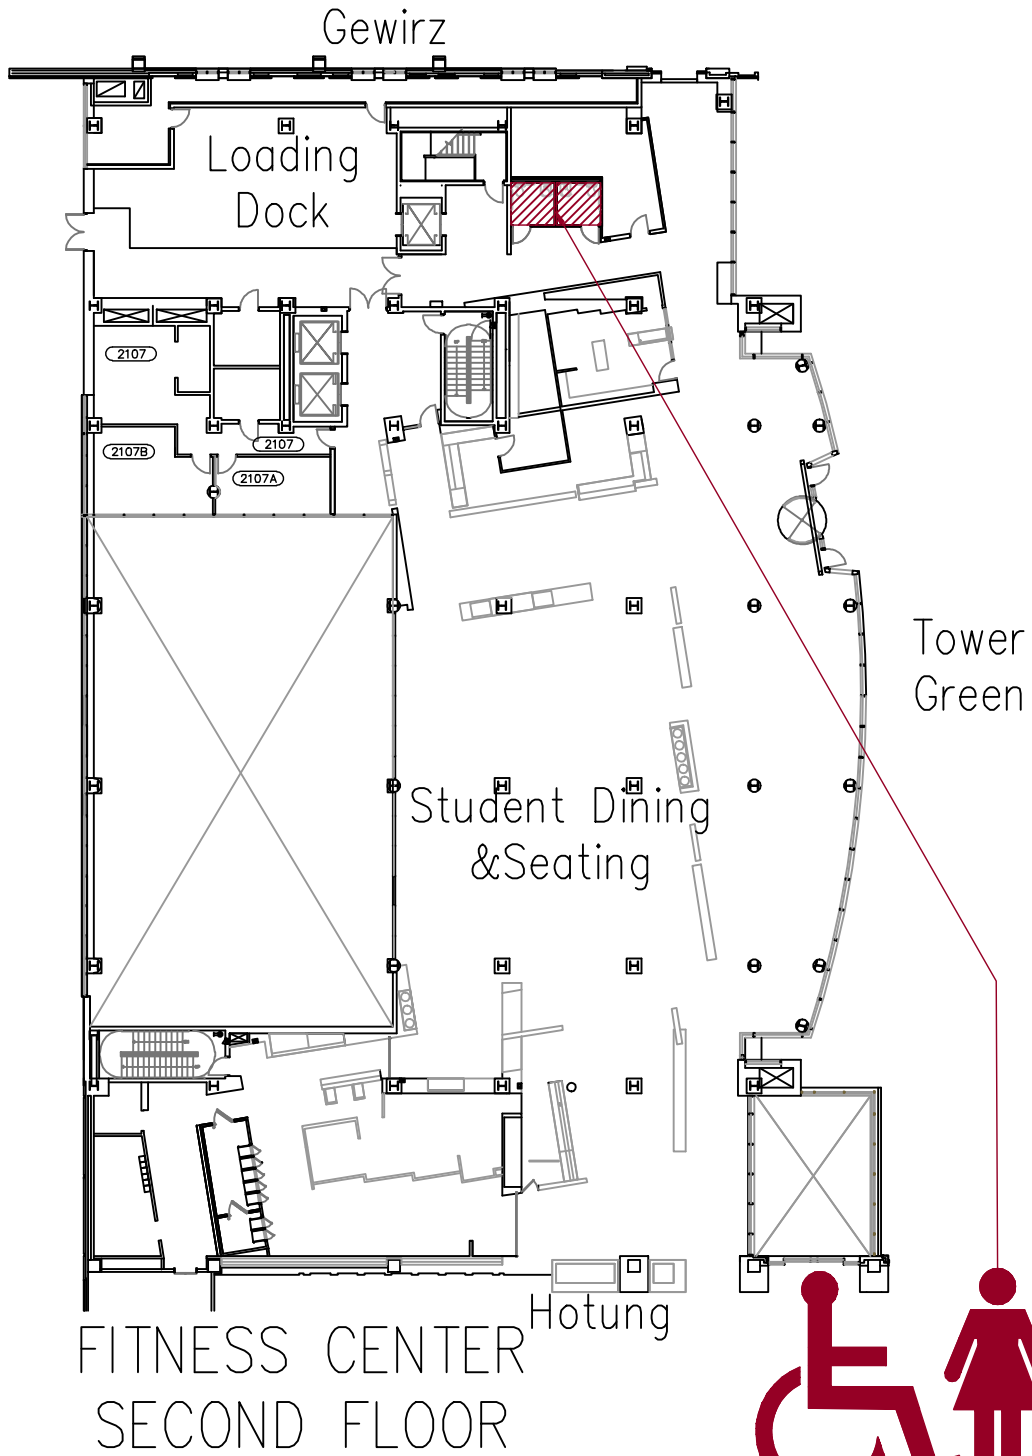 Gewirz
Loading
Dock
2107
2107
2107B
2107A
Tower
Green
Student Dining
&Seating
Hotung
FITNESS CENTER
SECOND FLOOR